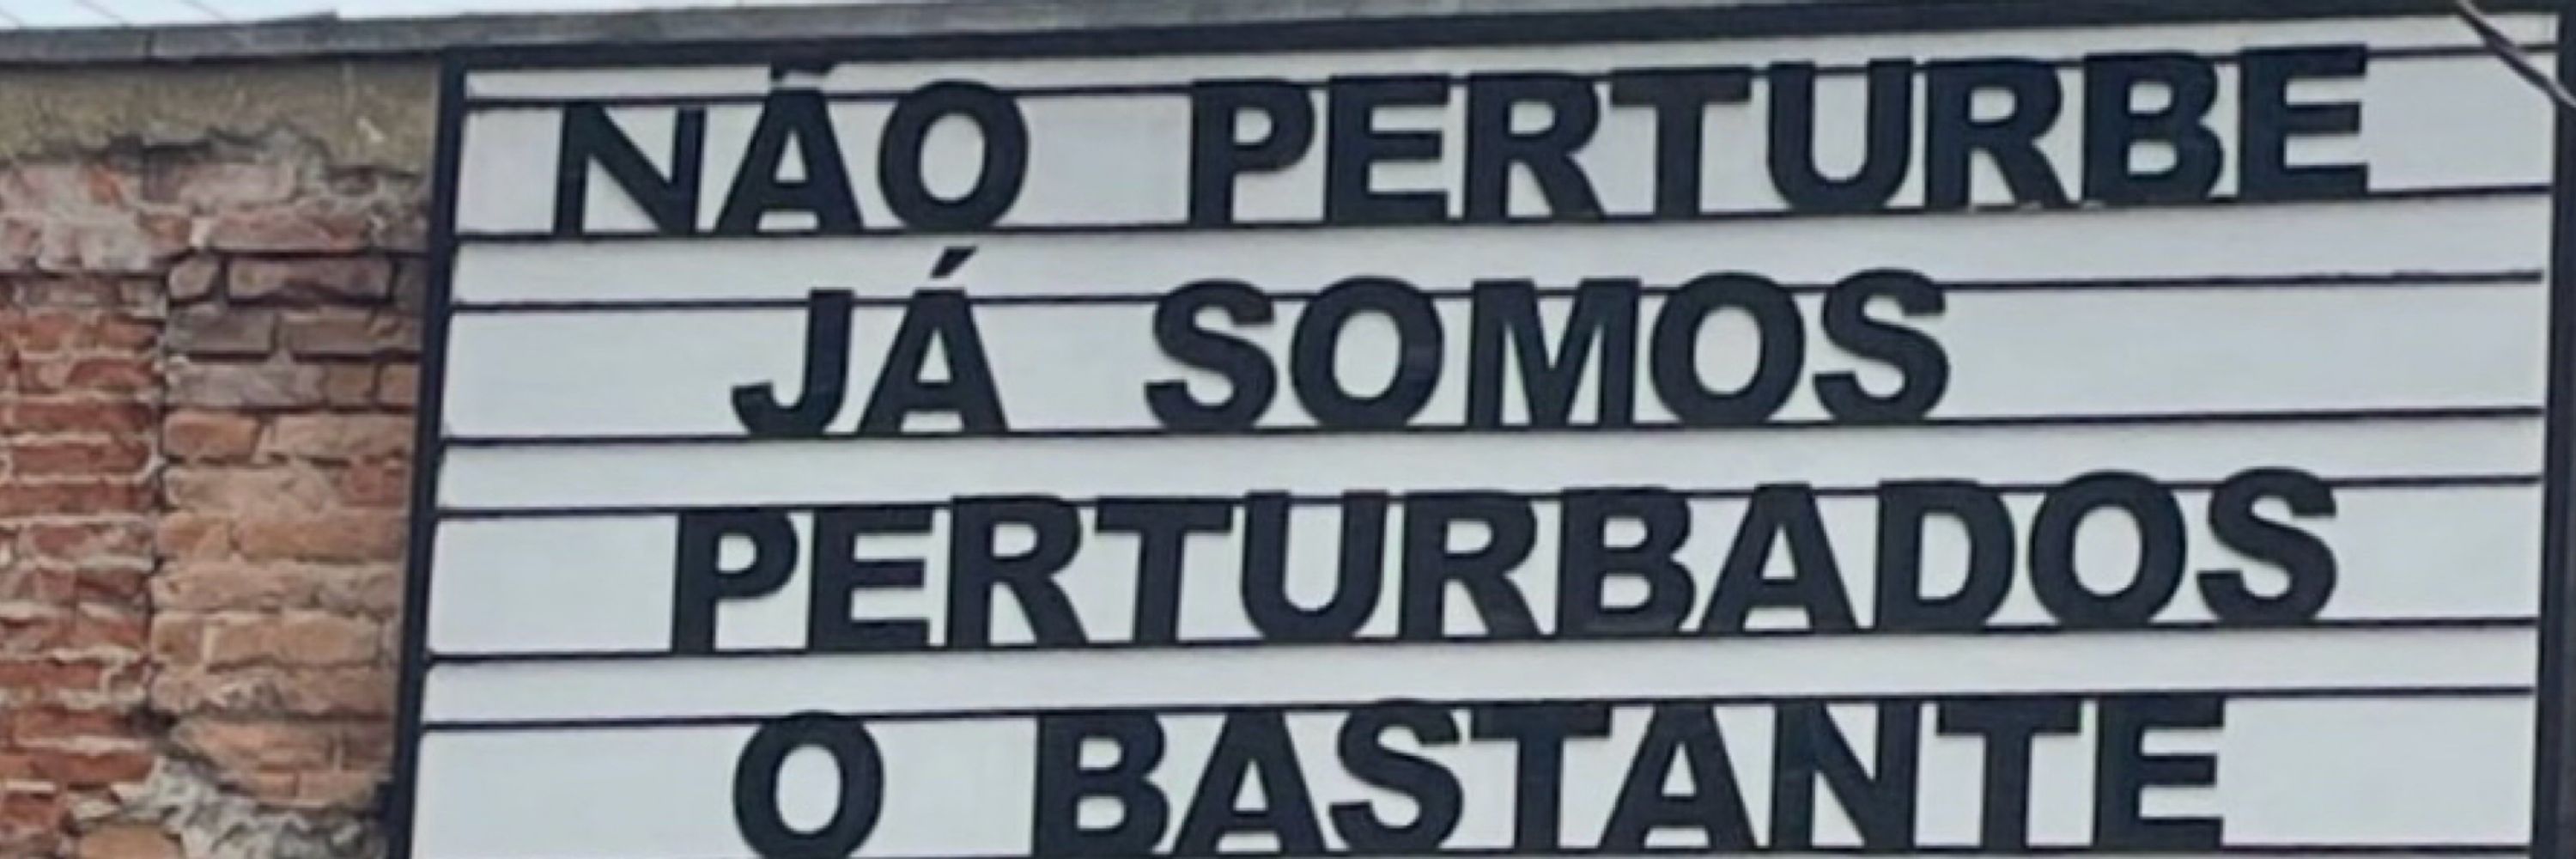 NÃO PERTURBE
JÁ SOMOS
PERTURBADOS
O BASTANTE